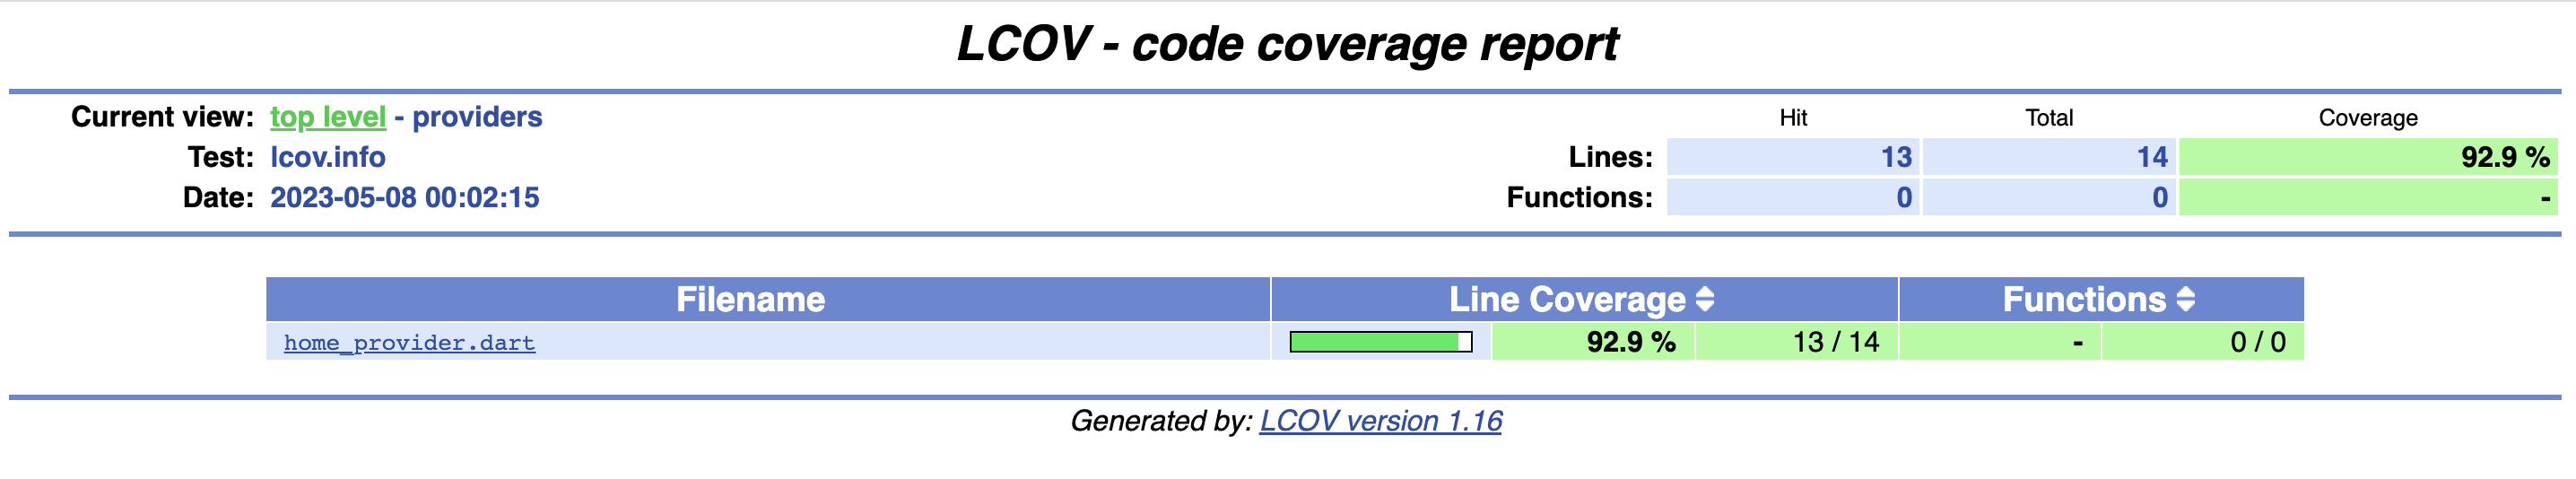 LCOV - code coverage report
Current view: top level - providers
Hit Total Coverage
Test: lcov.info
Lines: 13 14 92.9 %
Date: 2023-05-08 00:02:15
Functions: 0 0 -
Filename Line Coverage Functions
home_provider.dart 92.9 % 13 / 14 - 0 / 0
Generated by: LCOV version 1.16